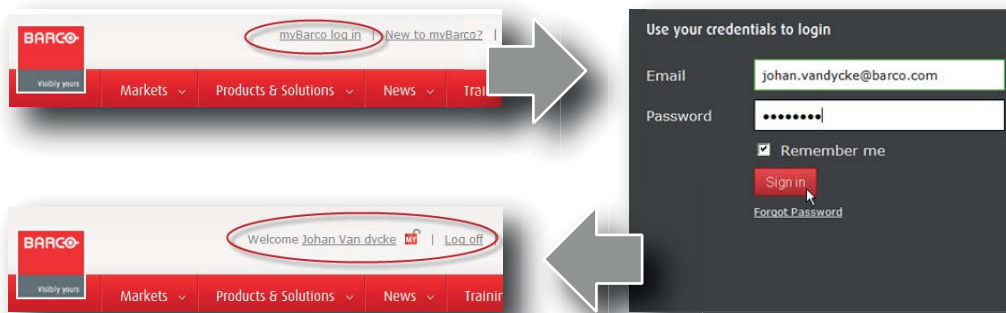 BARCO
Visibly yours
myBarco log in | New to myBarco? |
Markets Products & Solutions News
Use your credentials to login
Email johan.vandycke@barco.com
Password ••••••••
Remember me
Sign in
Forgot Password
BARCO
Visibly yours
Welcome Johan Van dycke MY | Log off
Markets Products & Solutions News